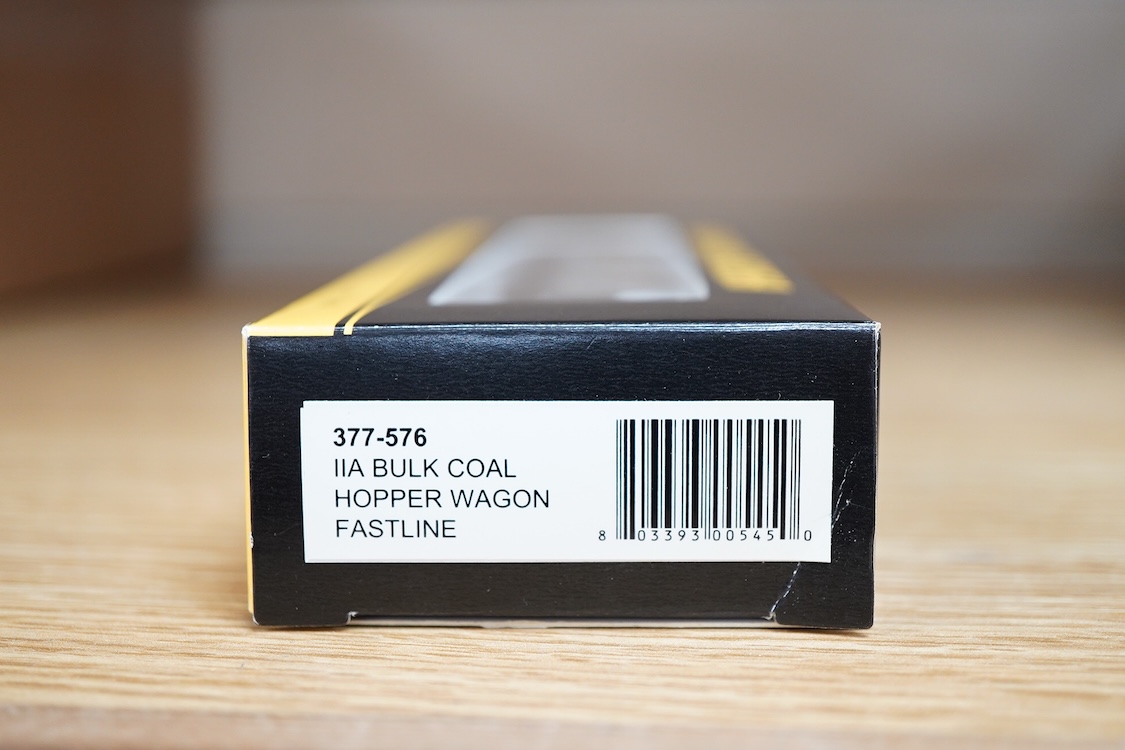 377-576
IIA BULK COAL
HOPPER WAGON
FASTLINE
8 03393 00545 0